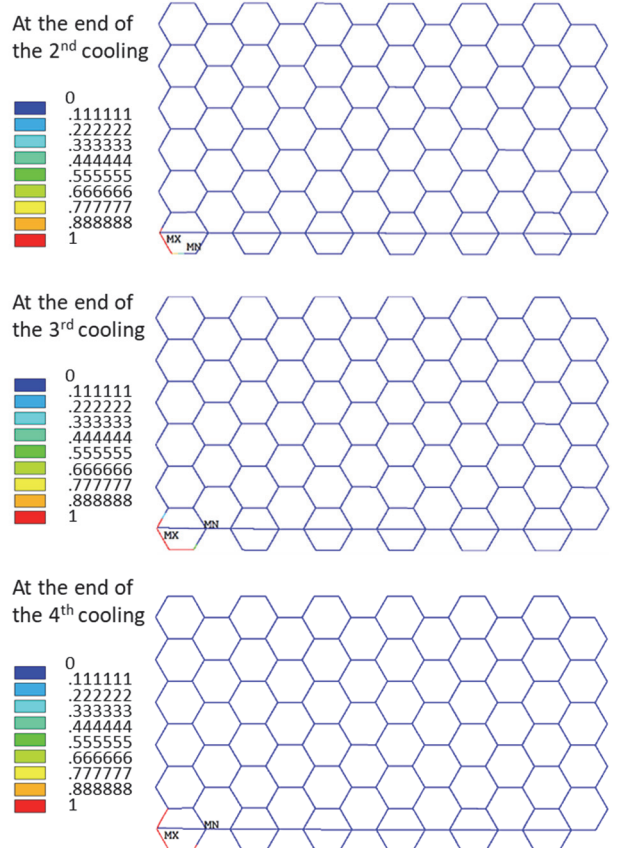 At the end of
the 2nd cooling
0
.111111
.222222
.333333
.444444
.555555
.666666
.777777
.888888
1
MX
MN
At the end of
the 3rd cooling
0
.111111
.222222
.333333
.444444
.555555
.666666
.777777
.888888
1
MN
MX
At the end of
the 4th cooling
0
.111111
.222222
.333333
.444444
.555555
.666666
.777777
.888888
1
MN
MX